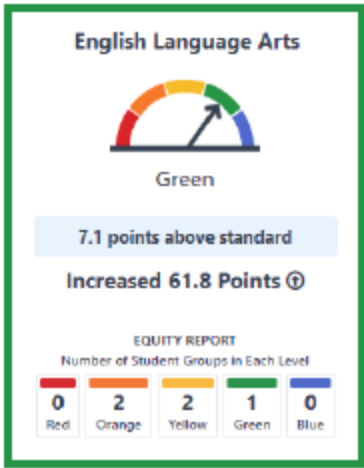 English Language Arts
Green
7.1 points above standard
Increased 61.8 Points
EQUITY REPORT
Number of Student Groups in Each Level
0 2 2 1 0
Red Orange Yellow Green Blue